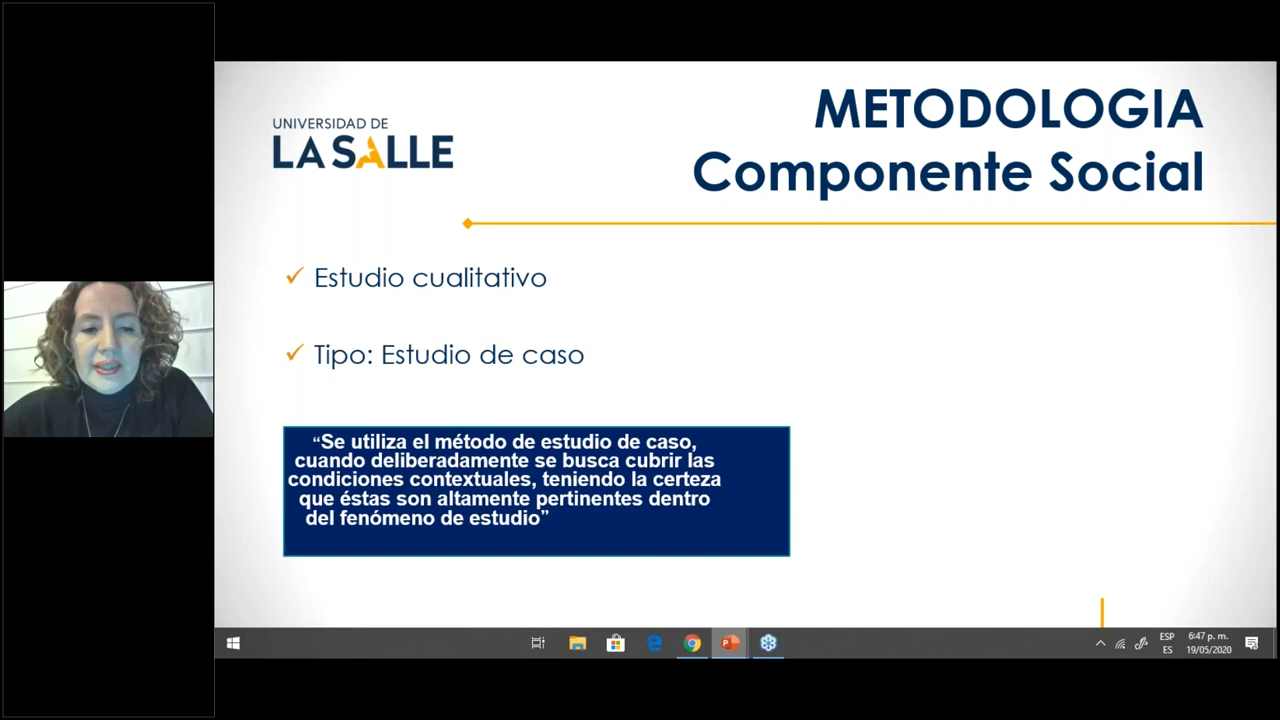 METODOLOGIA
Componente Social
UNIVERSIDAD DE
LA SALLE
✓ Estudio cualitativo
✓ Tipo: Estudio de caso
“Se utiliza el método de estudio de caso,
cuando deliberadamente se busca cubrir las
condiciones contextuales, teniendo la certeza
que éstas son altamente pertinentes dentro
del fenómeno de estudio”
ESP
ES
6:47 p. m.
19/05/2020